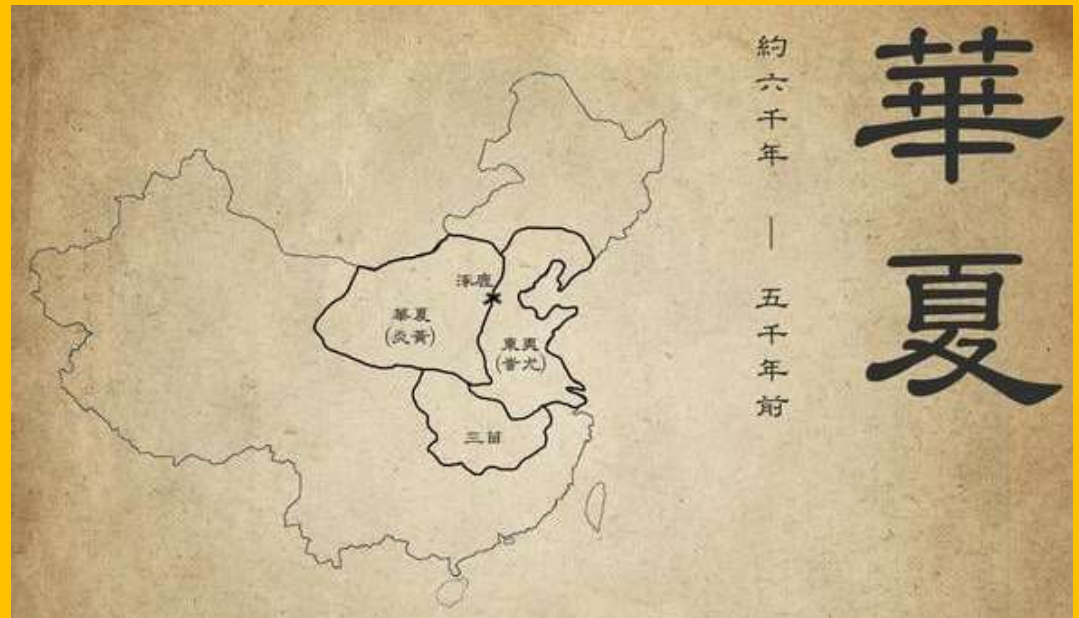 華夏
約六千年 — 五千年前
涿鹿
華夏
(炎黃)
東夷
(蚩尤)
三苗